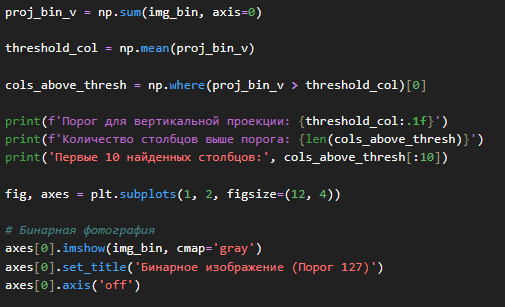 proj_bin_v = np.sum(img_bin, axis=0)
threshold_col = np.mean(proj_bin_v)
cols_above_thresh = np.where(proj_bin_v > threshold_col)[0]
print(f'Порог для вертикальной проекции: {threshold_col:.1f}')
print(f'Количество столбцов выше порога: {len(cols_above_thresh)}')
print('Первые 10 найденных столбцов:', cols_above_thresh[:10])
fig, axes = plt.subplots(1, 2, figsize=(12, 4))
# Бинарная фотография
axes[0].imshow(img_bin, cmap='gray')
axes[0].set_title('Бинарное изображение (Порог 127)')
axes[0].axis('off')